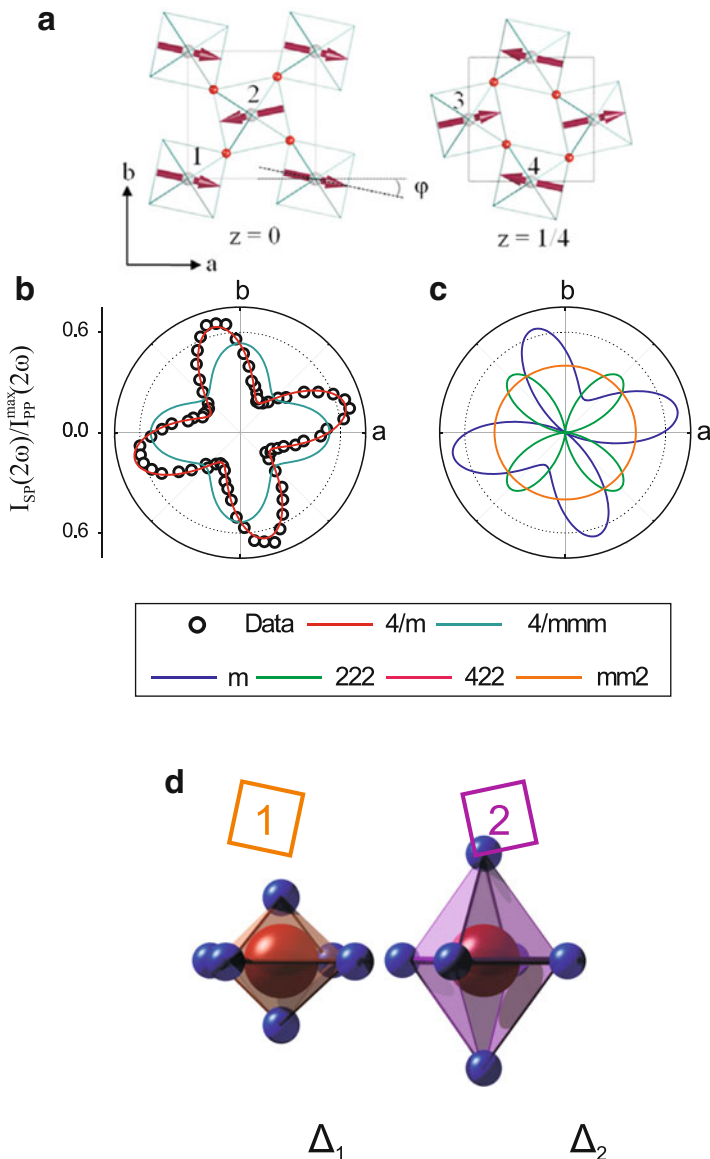 a
2
1
3
4
b
a
φ
z = 0
z = 1/4
b
c
b
b
0.6
0.0
0.6
a
a
I_SP(2ω)/I_PP^max(2ω)
Data 4/m 4/mmm
m 222 422 mm2
d
1 2
Δ₁ Δ₂